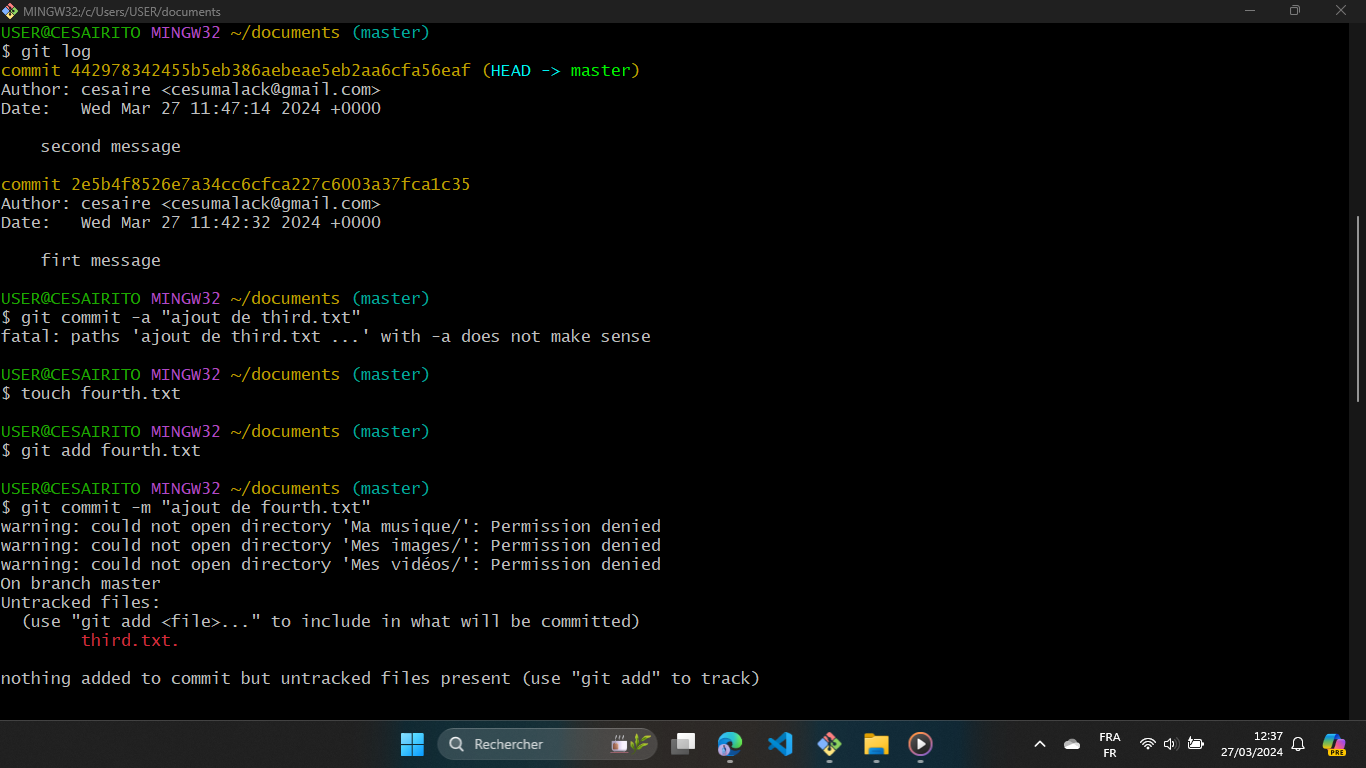 MINGW32:/c/Users/USER/documents
USER@CESAIRITO MINGW32 ~/documents (master)
$ git log
commit 442978342455b5eb386aebeae5eb2aa6cfa56eaf (HEAD -> master)
Author: cesaire <cesumalack@gmail.com>
Date:   Wed Mar 27 11:47:14 2024 +0000
second message
commit 2e5b4f8526e7a34cc6cfca227c6003a37fca1c35
Author: cesaire <cesumalack@gmail.com>
Date:   Wed Mar 27 11:42:32 2024 +0000
firt message
USER@CESAIRITO MINGW32 ~/documents (master)
$ git commit -a "ajout de third.txt"
fatal: paths 'ajout de third.txt ...' with -a does not make sense
USER@CESAIRITO MINGW32 ~/documents (master)
$ touch fourth.txt
USER@CESAIRITO MINGW32 ~/documents (master)
$ git add fourth.txt
USER@CESAIRITO MINGW32 ~/documents (master)
$ git commit -m "ajout de fourth.txt"
warning: could not open directory 'Ma musique/': Permission denied
warning: could not open directory 'Mes images/': Permission denied
warning: could not open directory 'Mes vidéos/': Permission denied
On branch master
Untracked files:
(use "git add <file>..." to include in what will be committed)
third.txt.
nothing added to commit but untracked files present (use "git add" to track)
Rechercher
FRA
FR
12:37
27/03/2024
PRE